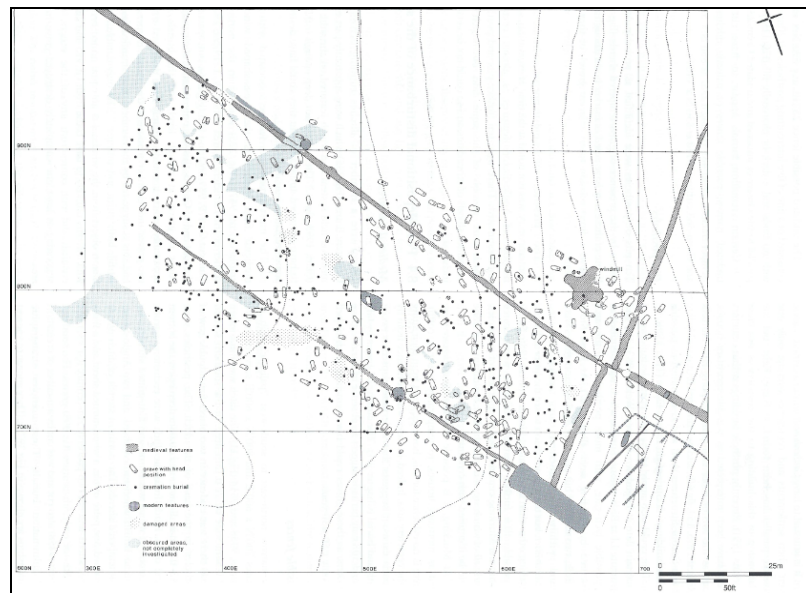 900N
windmill
800N
700N
medieval features
grave with head
position
cremation burial
modern features
damaged areas
obscured areas,
not completely
investigated
600N
300E
400E
500E
600E
700
0
25m
0
50ft